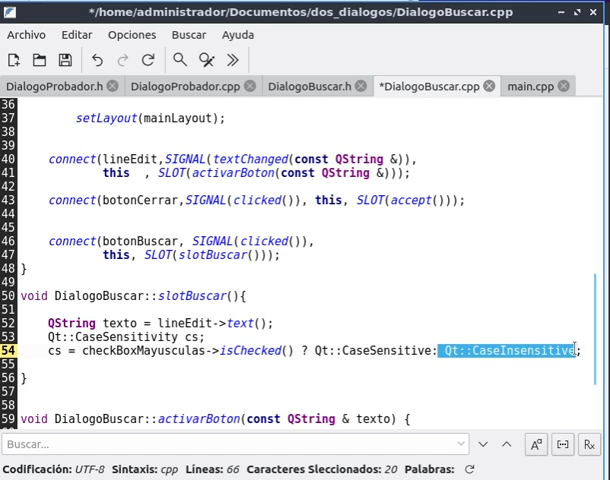 */home/administrador/Documentos/dos_dialogos/DialogoBuscar.cpp
Archivo Editar Opciones Buscar Ayuda
DialogoProbador.h DialogoProbador.cpp DialogoBuscar.h *DialogoBuscar.cpp main.cpp
36
37 setLayout(mainLayout);
38
39
40 connect(lineEdit,SIGNAL(textChanged(const QString &)),
41 this , SLOT(activarBoton(const QString &)));
42
43 connect(botonCerrar,SIGNAL(clicked()), this, SLOT(accept()));
44
45
46 connect(botonBuscar, SIGNAL(clicked()),
47 this, SLOT(slotBuscar()));
48 }
49
50 void DialogoBuscar::slotBuscar(){
51
52 QString texto = lineEdit->text();
53 Qt::CaseSensitivity cs;
54 cs = checkBoxMayusculas->isChecked() ? Qt::CaseSensitive: Qt::CaseInsensitive;
55
56 }
57
58
59 void DialogoBuscar::activarBoton(const QString & texto) {
Buscar...
Codificación: UTF-8 Sintaxis: cpp Líneas: 66 Caracteres Sleccionados: 20 Palabras: